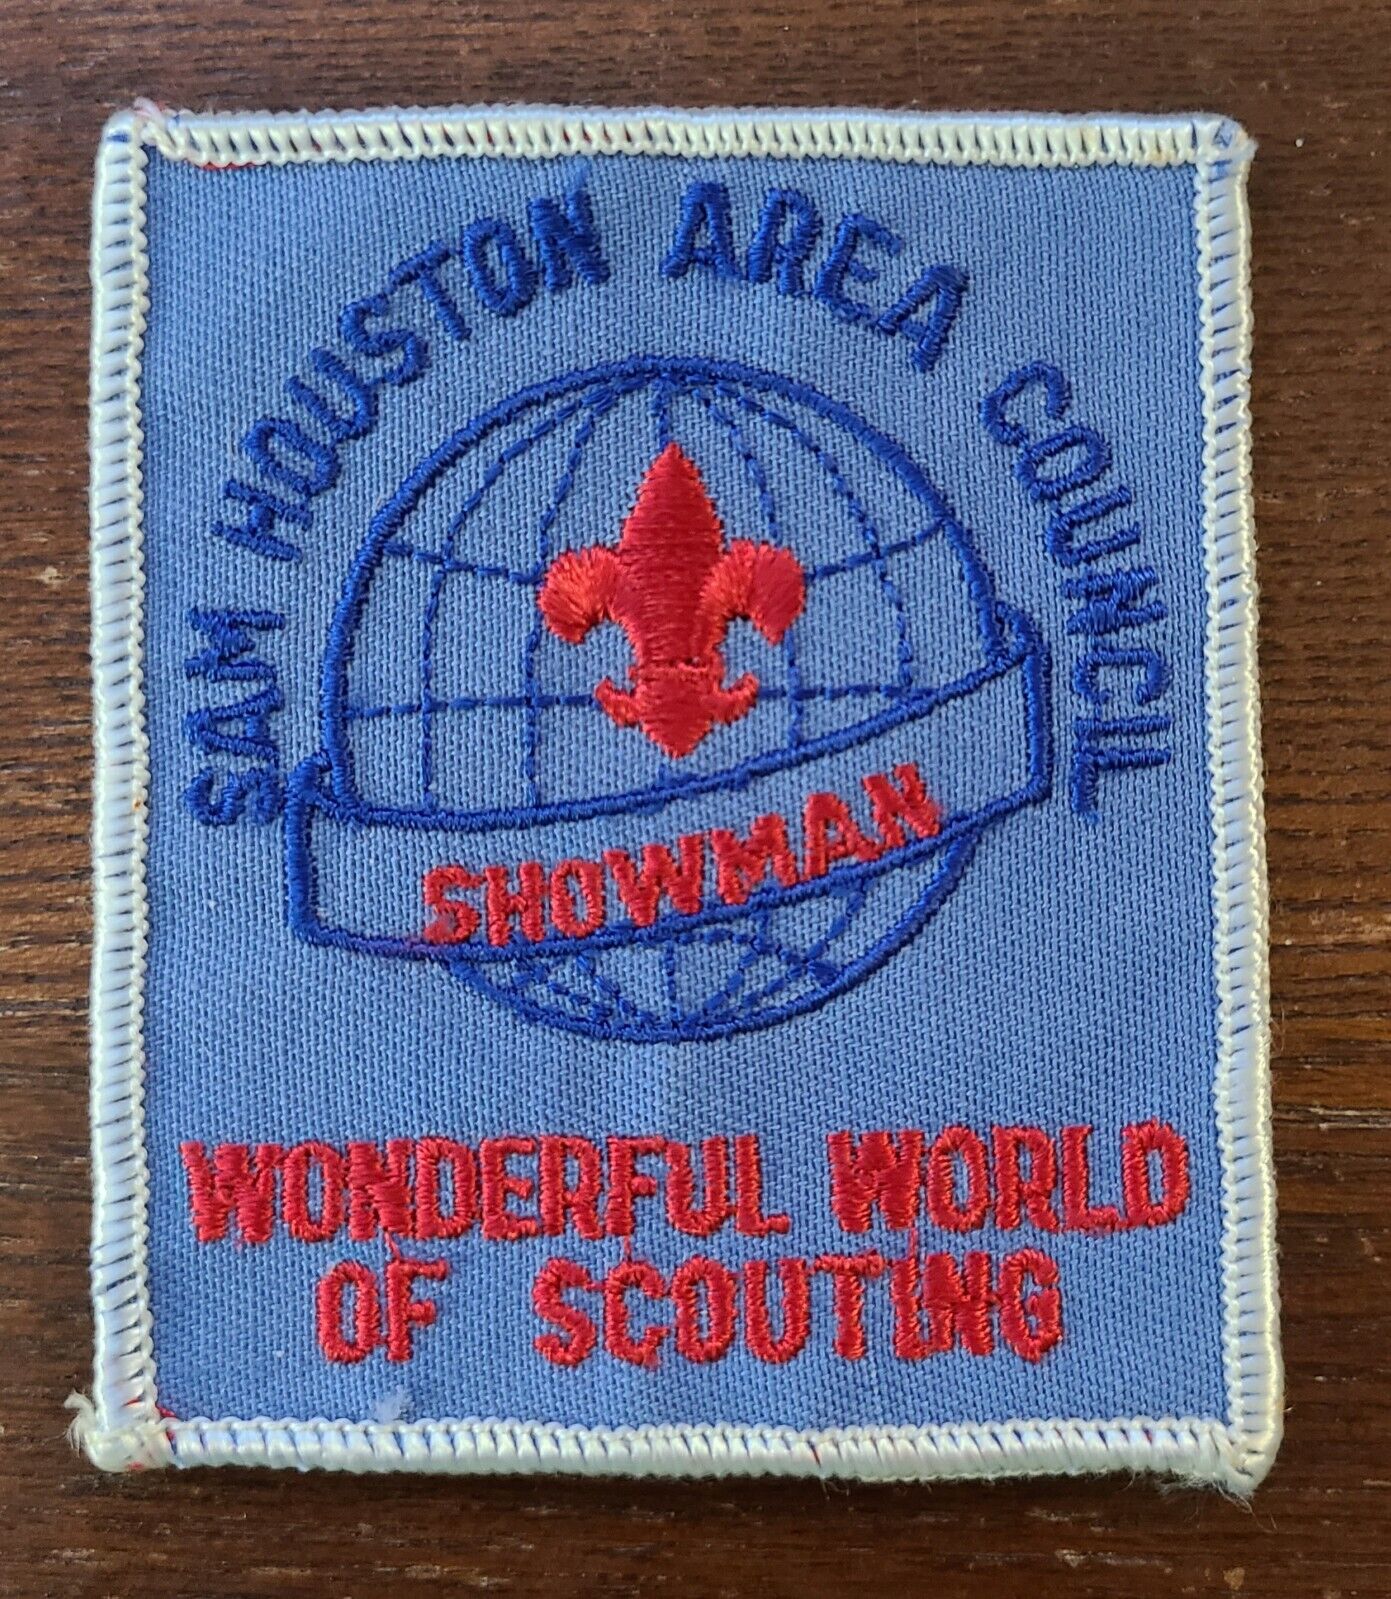 SAM HOUSTON AREA COUNCIL
SHOWMAN
WONDERFUL WORLD
OF SCOUTING